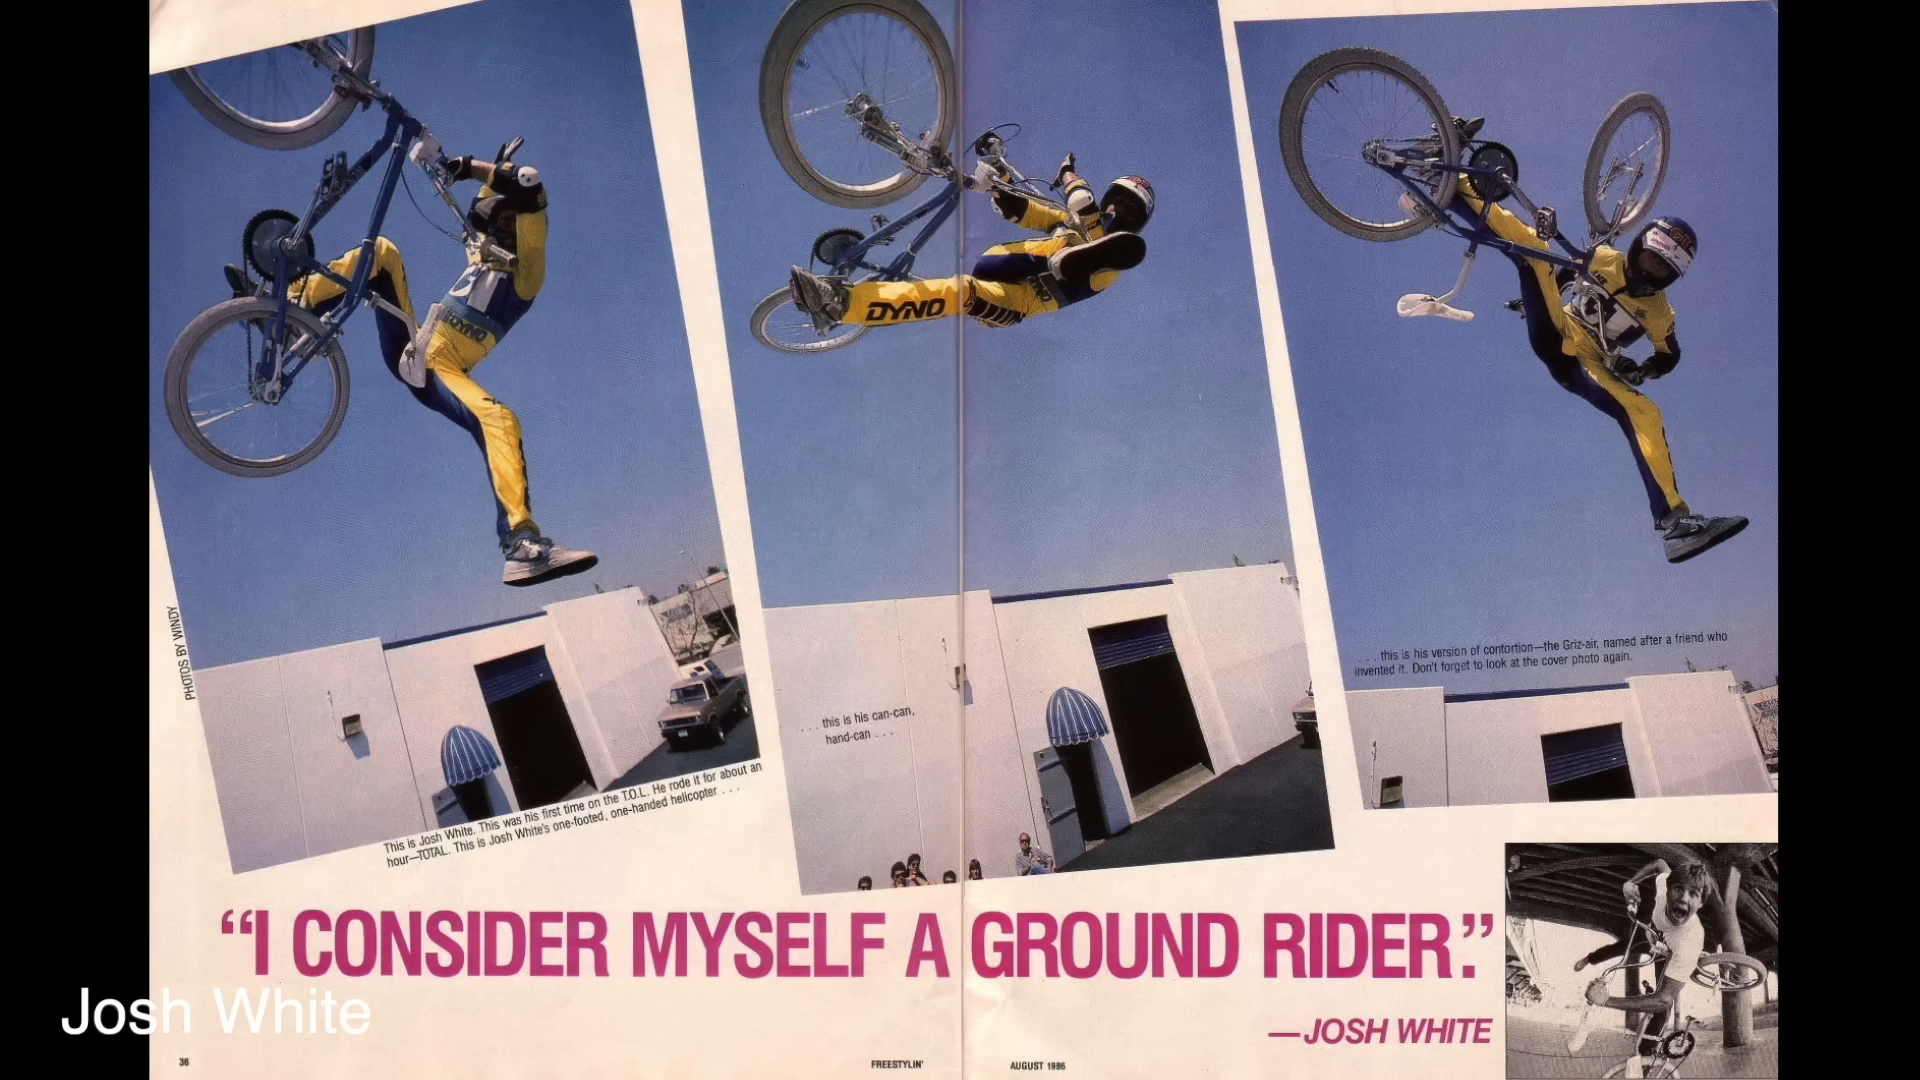 PHOTOS BY WINDY
DYNO
DYNO
This is Josh White. This was his first time on the T.O.L. He rode it for about an
hour—TOTAL. This is Josh White's one-footed, one-handed helicopter . . .
. . . this is his can-can,
hand-can . . .
. . . this is his version of contortion—the Griz-air, named after a friend who
invented it. Don't forget to look at the cover photo again.
“I CONSIDER MYSELF A GROUND RIDER.”
—JOSH WHITE
Josh White
36
FREESTYLIN'
AUGUST 1986